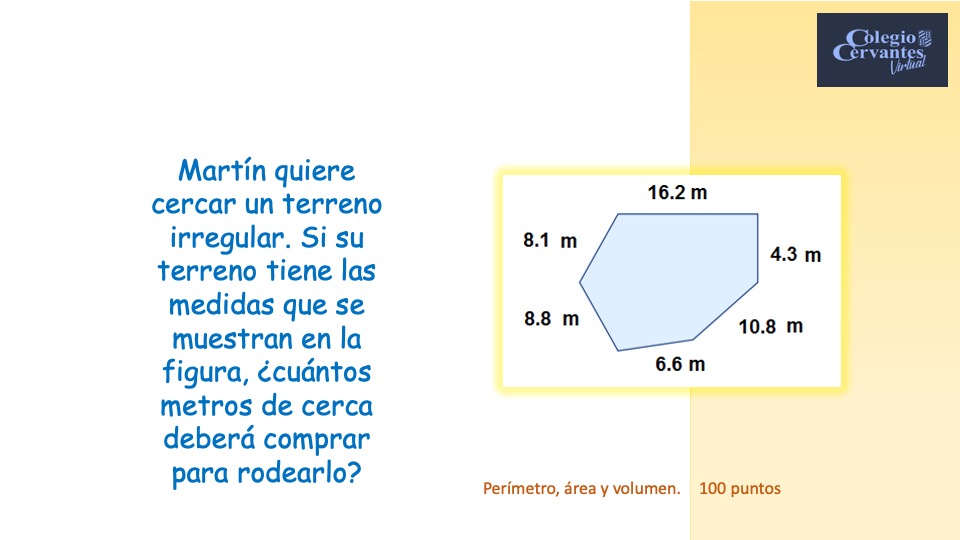 Colegio
Cervantes
Virtual
Martín quiere
cercar un terreno
irregular. Si su
terreno tiene las
medidas que se
muestran en la
figura, ¿cuántos
metros de cerca
deberá comprar
para rodearlo?
16.2 m
8.1 m
4.3 m
8.8 m
10.8 m
6.6 m
Perímetro, área y volumen. 100 puntos